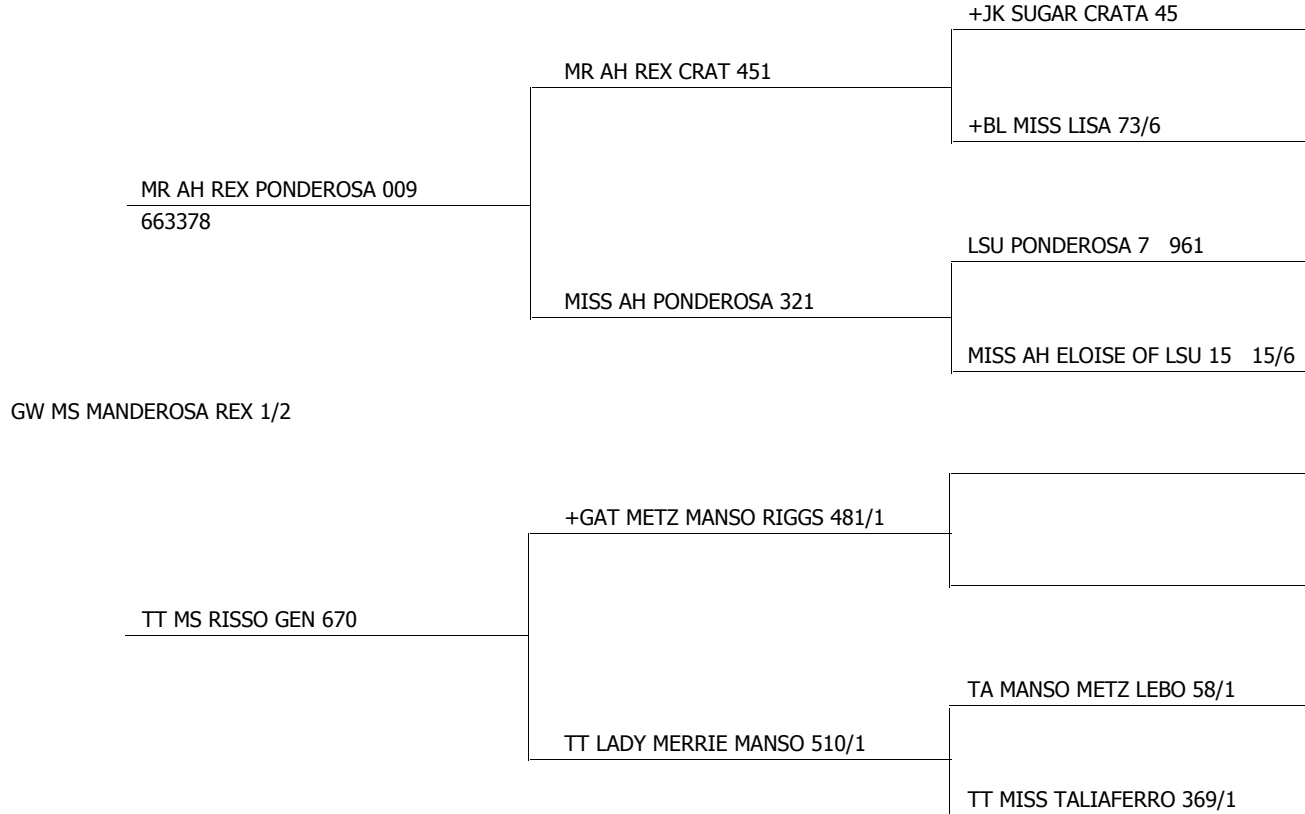 +JK SUGAR CRATA 45
MR AH REX CRAT 451
+BL MISS LISA 73/6
MR AH REX PONDEROSA 009
663378
LSU PONDEROSA 7 961
MISS AH PONDEROSA 321
MISS AH ELOISE OF LSU 15 15/6
GW MS MANDEROSA REX 1/2
+GAT METZ MANSO RIGGS 481/1
TT MS RISSO GEN 670
TA MANSO METZ LEBO 58/1
TT LADY MERRIE MANSO 510/1
TT MISS TALIAFERRO 369/1